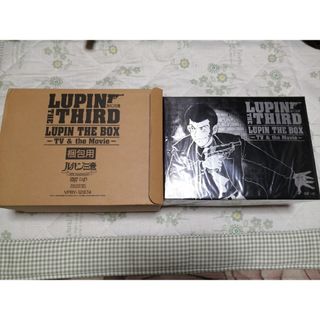 LUPIN
THE
THIRD
LUPIN THE BOX
－TV & the Movie－
梱包用
ルパン三世
LUPIN
THE
THIRD
LUPIN THE BOX
－TV & the Movie－